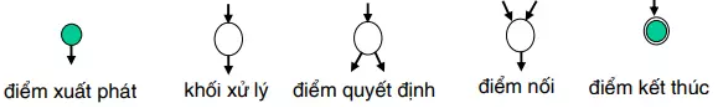 điểm xuất phát
khối xử lý
điểm quyết định
điểm nối
điểm kết thúc